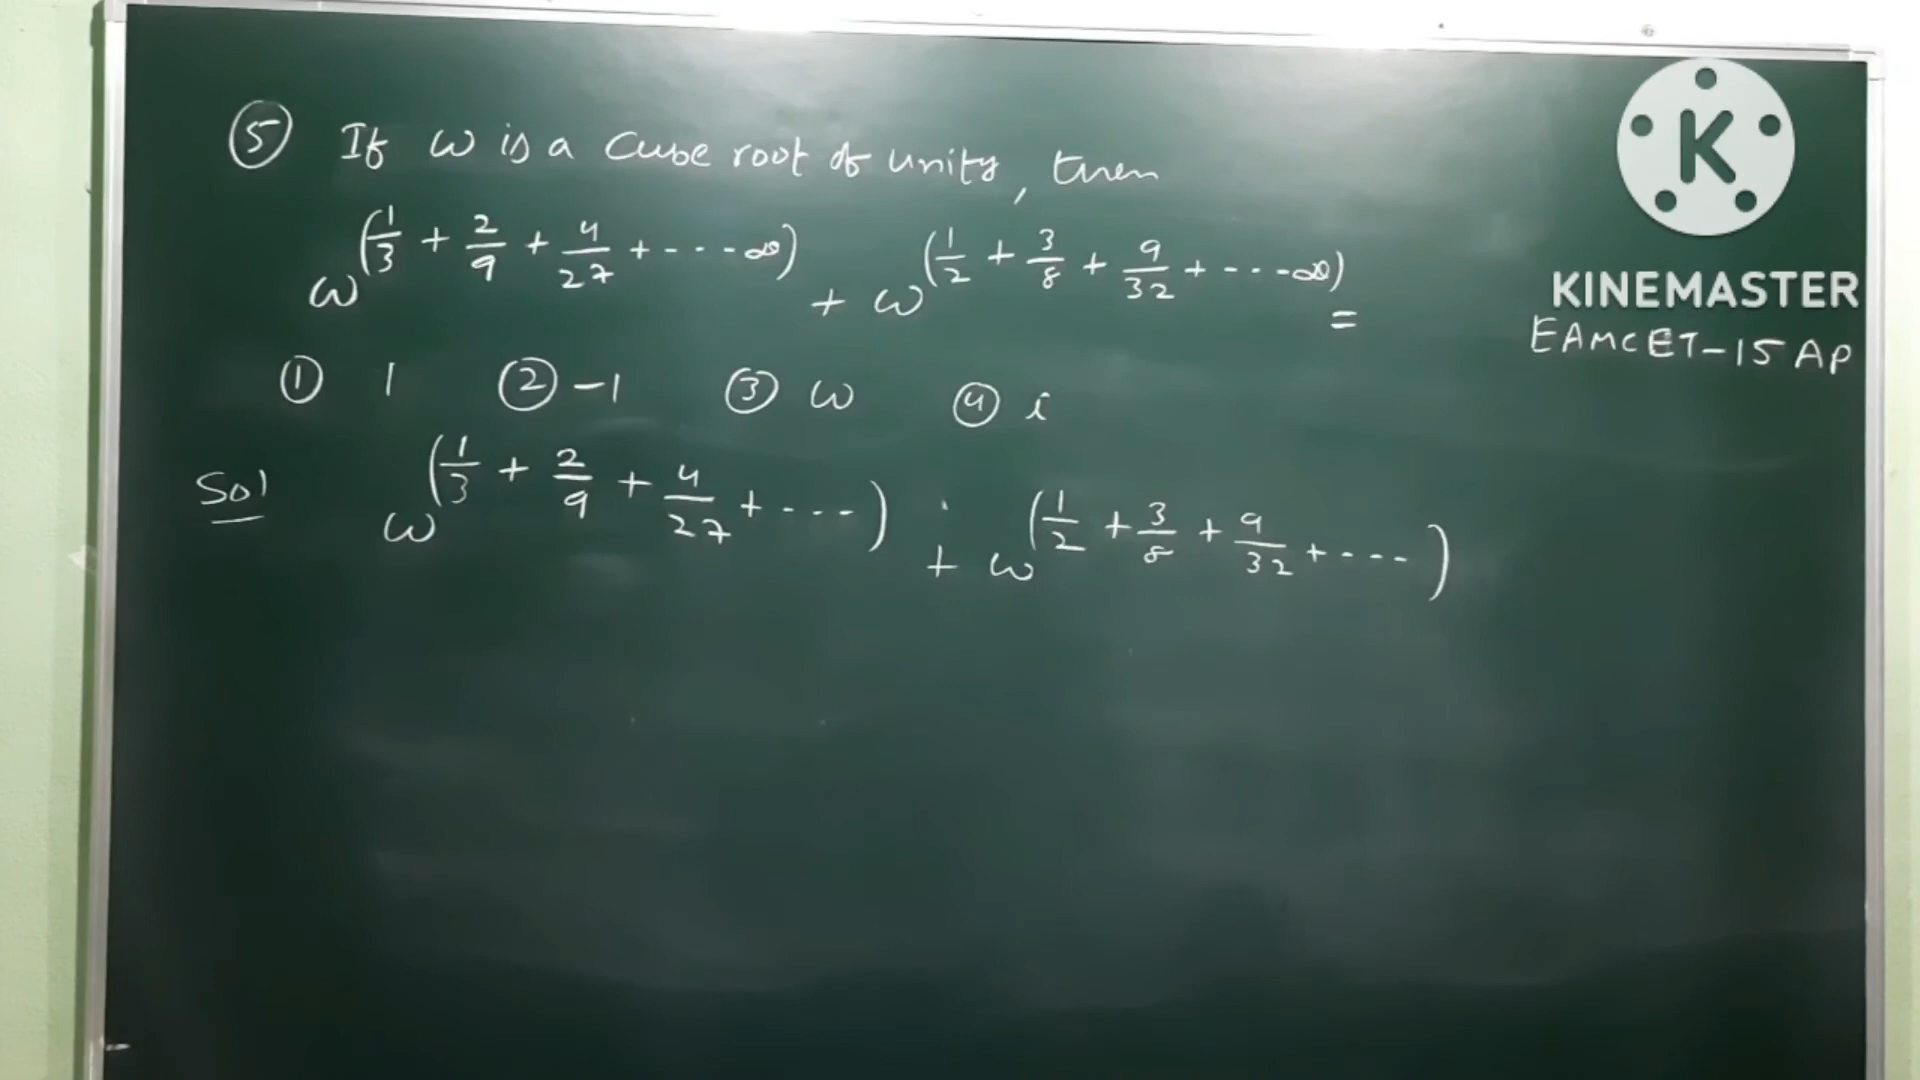 ⑤ If ω is a Cube root of unity, then
ω^(1/3 + 2/9 + 4/27 + ----∞) + ω^(1/2 + 3/8 + 9/32 + ----∞) =
① 1 ② -1 ③ ω ④ i
Sol ω^(1/3 + 2/9 + 4/27 + ----) + ω^(1/2 + 3/8 + 9/32 + ----)
K
KINEMASTER
EAMCET-15 AP